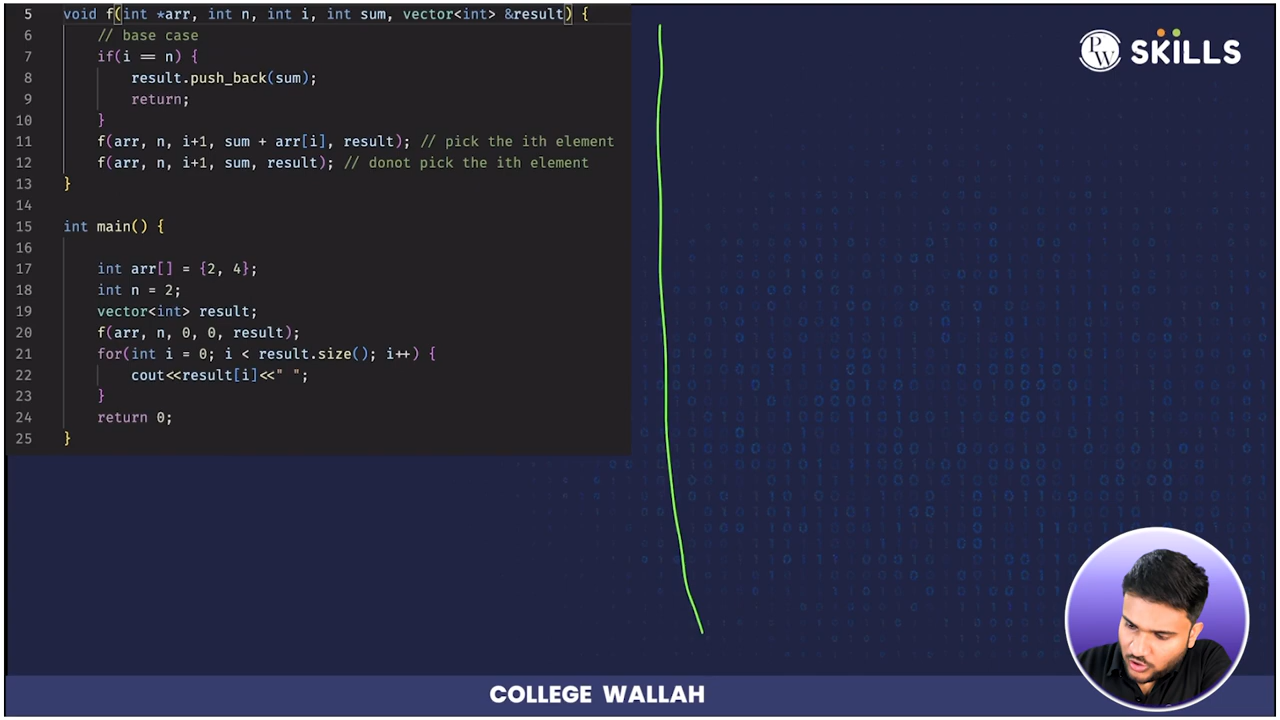 5 void f(int *arr, int n, int i, int sum, vector<int> &result) {
6 // base case
7 if(i == n) {
8 result.push_back(sum);
9 return;
10 }
11 f(arr, n, i+1, sum + arr[i], result); // pick the ith element
12 f(arr, n, i+1, sum, result); // donot pick the ith element
13 }
14
15 int main() {
16
17 int arr[] = {2, 4};
18 int n = 2;
19 vector<int> result;
20 f(arr, n, 0, 0, result);
21 for(int i = 0; i < result.size(); i++) {
22 cout<<result[i]<<" ";
23 }
24 return 0;
25 }
PW SKILLS
COLLEGE WALLAH